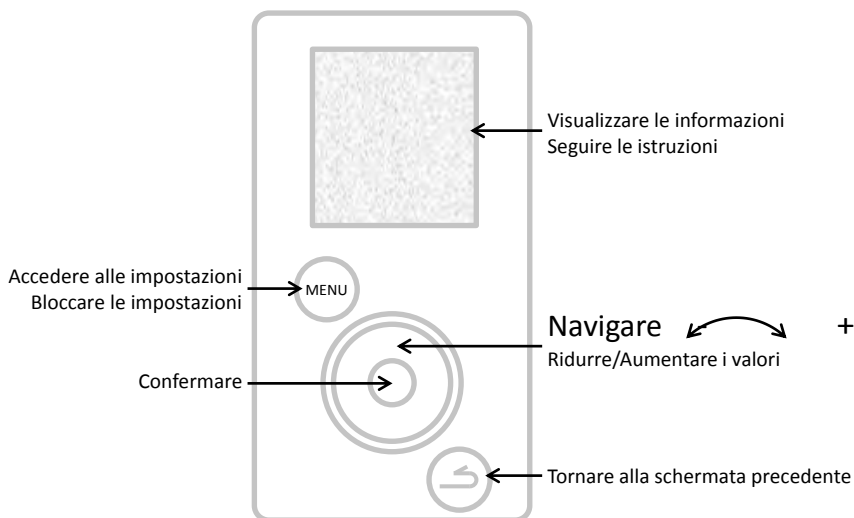 Visualizzare le informazioni
Seguire le istruzioni
Accedere alle impostazioni
Bloccare le impostazioni
MENU
Navigare - +
Ridurre/Aumentare i valori
Confermare
Tornare alla schermata precedente